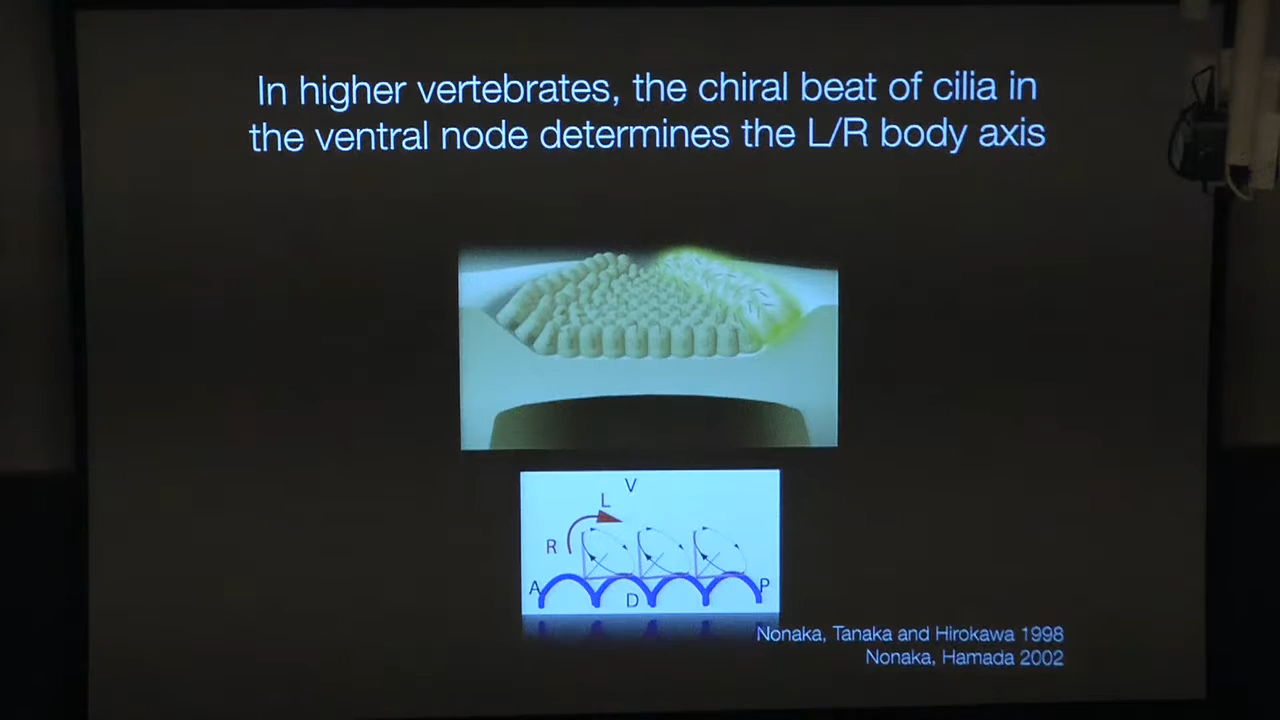 In higher vertebrates, the chiral beat of cilia in
the ventral node determines the L/R body axis
V
L
R
A
D
P
Nonaka, Tanaka and Hirokawa 1998
Nonaka, Hamada 2002